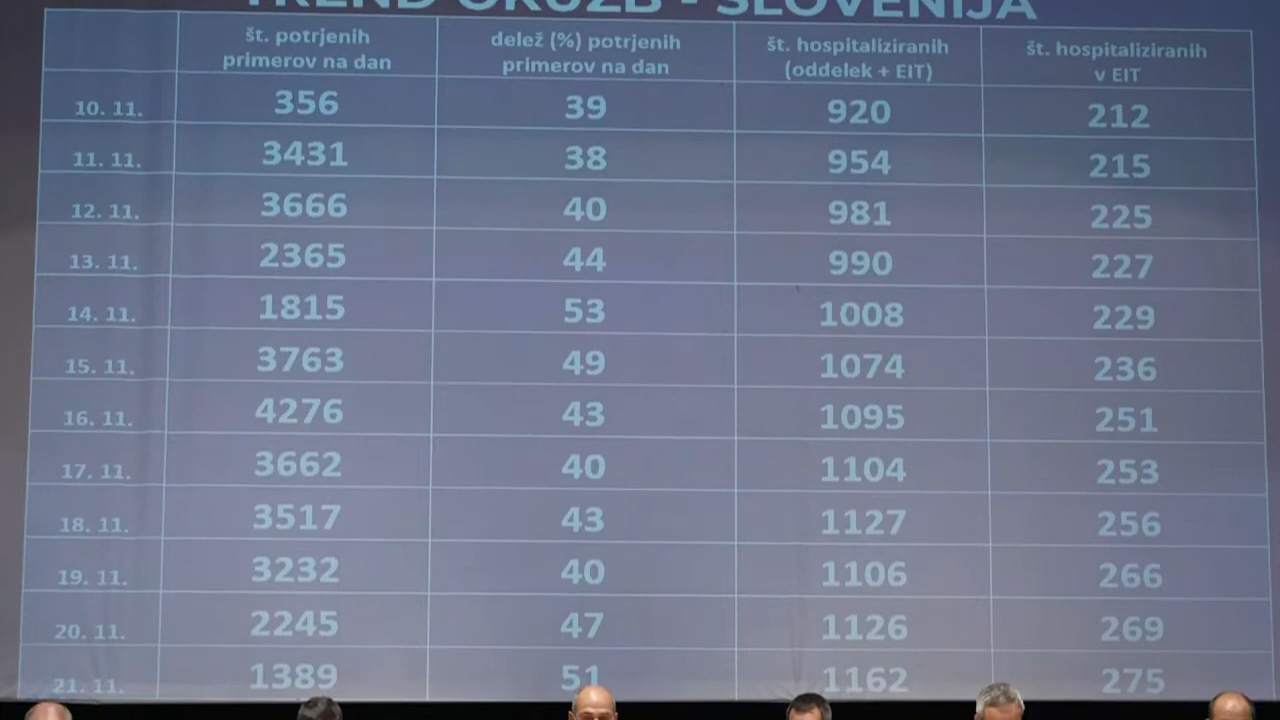 TREND OKUŽB - SLOVENIJA
št. potrjenih primerov na dan
delež (%) potrjenih primerov na dan
št. hospitaliziranih (oddelek + EIT)
št. hospitaliziranih v EIT
10. 11. 356 39 920 212
11. 11. 3431 38 954 215
12. 11. 3666 40 981 225
13. 11. 2365 44 990 227
14. 11. 1815 53 1008 229
15. 11. 3763 49 1074 236
16. 11. 4276 43 1095 251
17. 11. 3662 40 1104 253
18. 11. 3517 43 1127 256
19. 11. 3232 40 1106 266
20. 11. 2245 47 1126 269
21. 11. 1389 51 1162 275